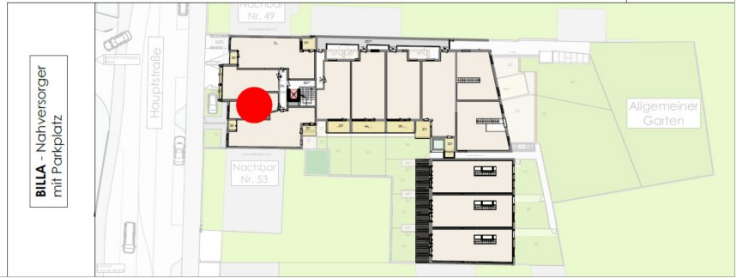 Nachbar
Nr. 49
BILLA - Nahversorger
mit Parkplatz
Hauptstraße
Allgemeiner
Garten
Nachbar
Nr. 53